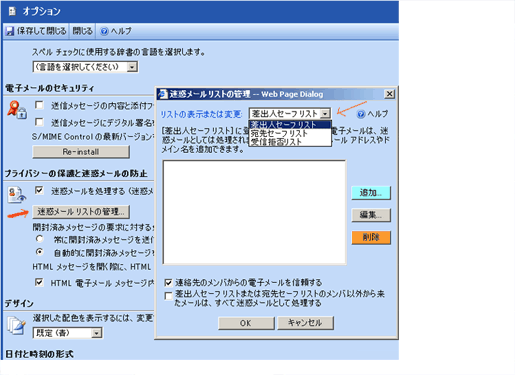 オプション
保存して閉じる 閉じる ヘルプ
スペル チェックに使用する辞書の言語を選択します。
(言語を選択してください)
電子メールのセキュリティ
送信メッセージの内容と添付フ
送信メッセージにデジタル署名
S/MIME Control の最新バージョン
Re-install
プライバシーの保護と迷惑メールの防止
迷惑メールを処理する (迷惑メ
迷惑メール リストの管理...
開封済みメッセージの要求に対する
常に開封済みメッセージを送信
自動的に開封済みメッセージ
HTML メッセージを開く際に、HTML
HTML 電子メール メッセージ内
デザイン
選択した配色を表示するには、変更
既定 (青)
日付と時刻の形式
迷惑メールリストの管理 -- Web Page Dialog
リストの表示または変更:
差出人セーフリスト
ヘルプ
差出人セーフリスト
宛先セーフリスト
受信拒否リスト
[差出人セーフリスト] に
電子メールは、迷
惑メールとしては処理され
メール アドレスやド
メイン名を追加できます。
追加...
編集...
削除
連絡先のメンバからの電子メールを信頼する
差出人セーフリストまたは宛先セーフリストのメンバ以外から来
たメールは、すべて迷惑メールとして処理する
OK キャンセル